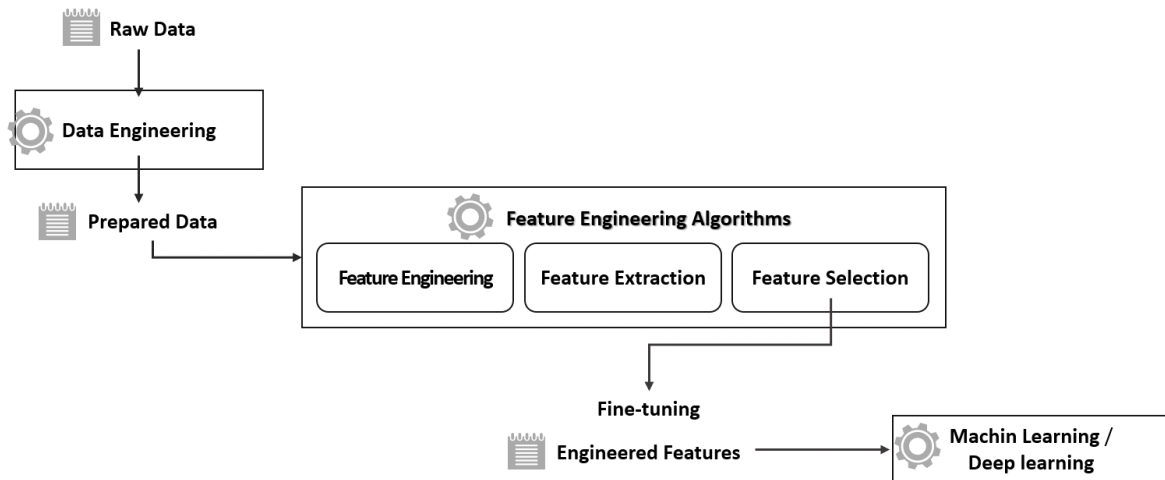 Raw Data
Data Engineering
Prepared Data
Feature Engineering Algorithms
Feature Engineering
Feature Extraction
Feature Selection
Fine-tuning
Engineered Features
Machin Learning /
Deep learning